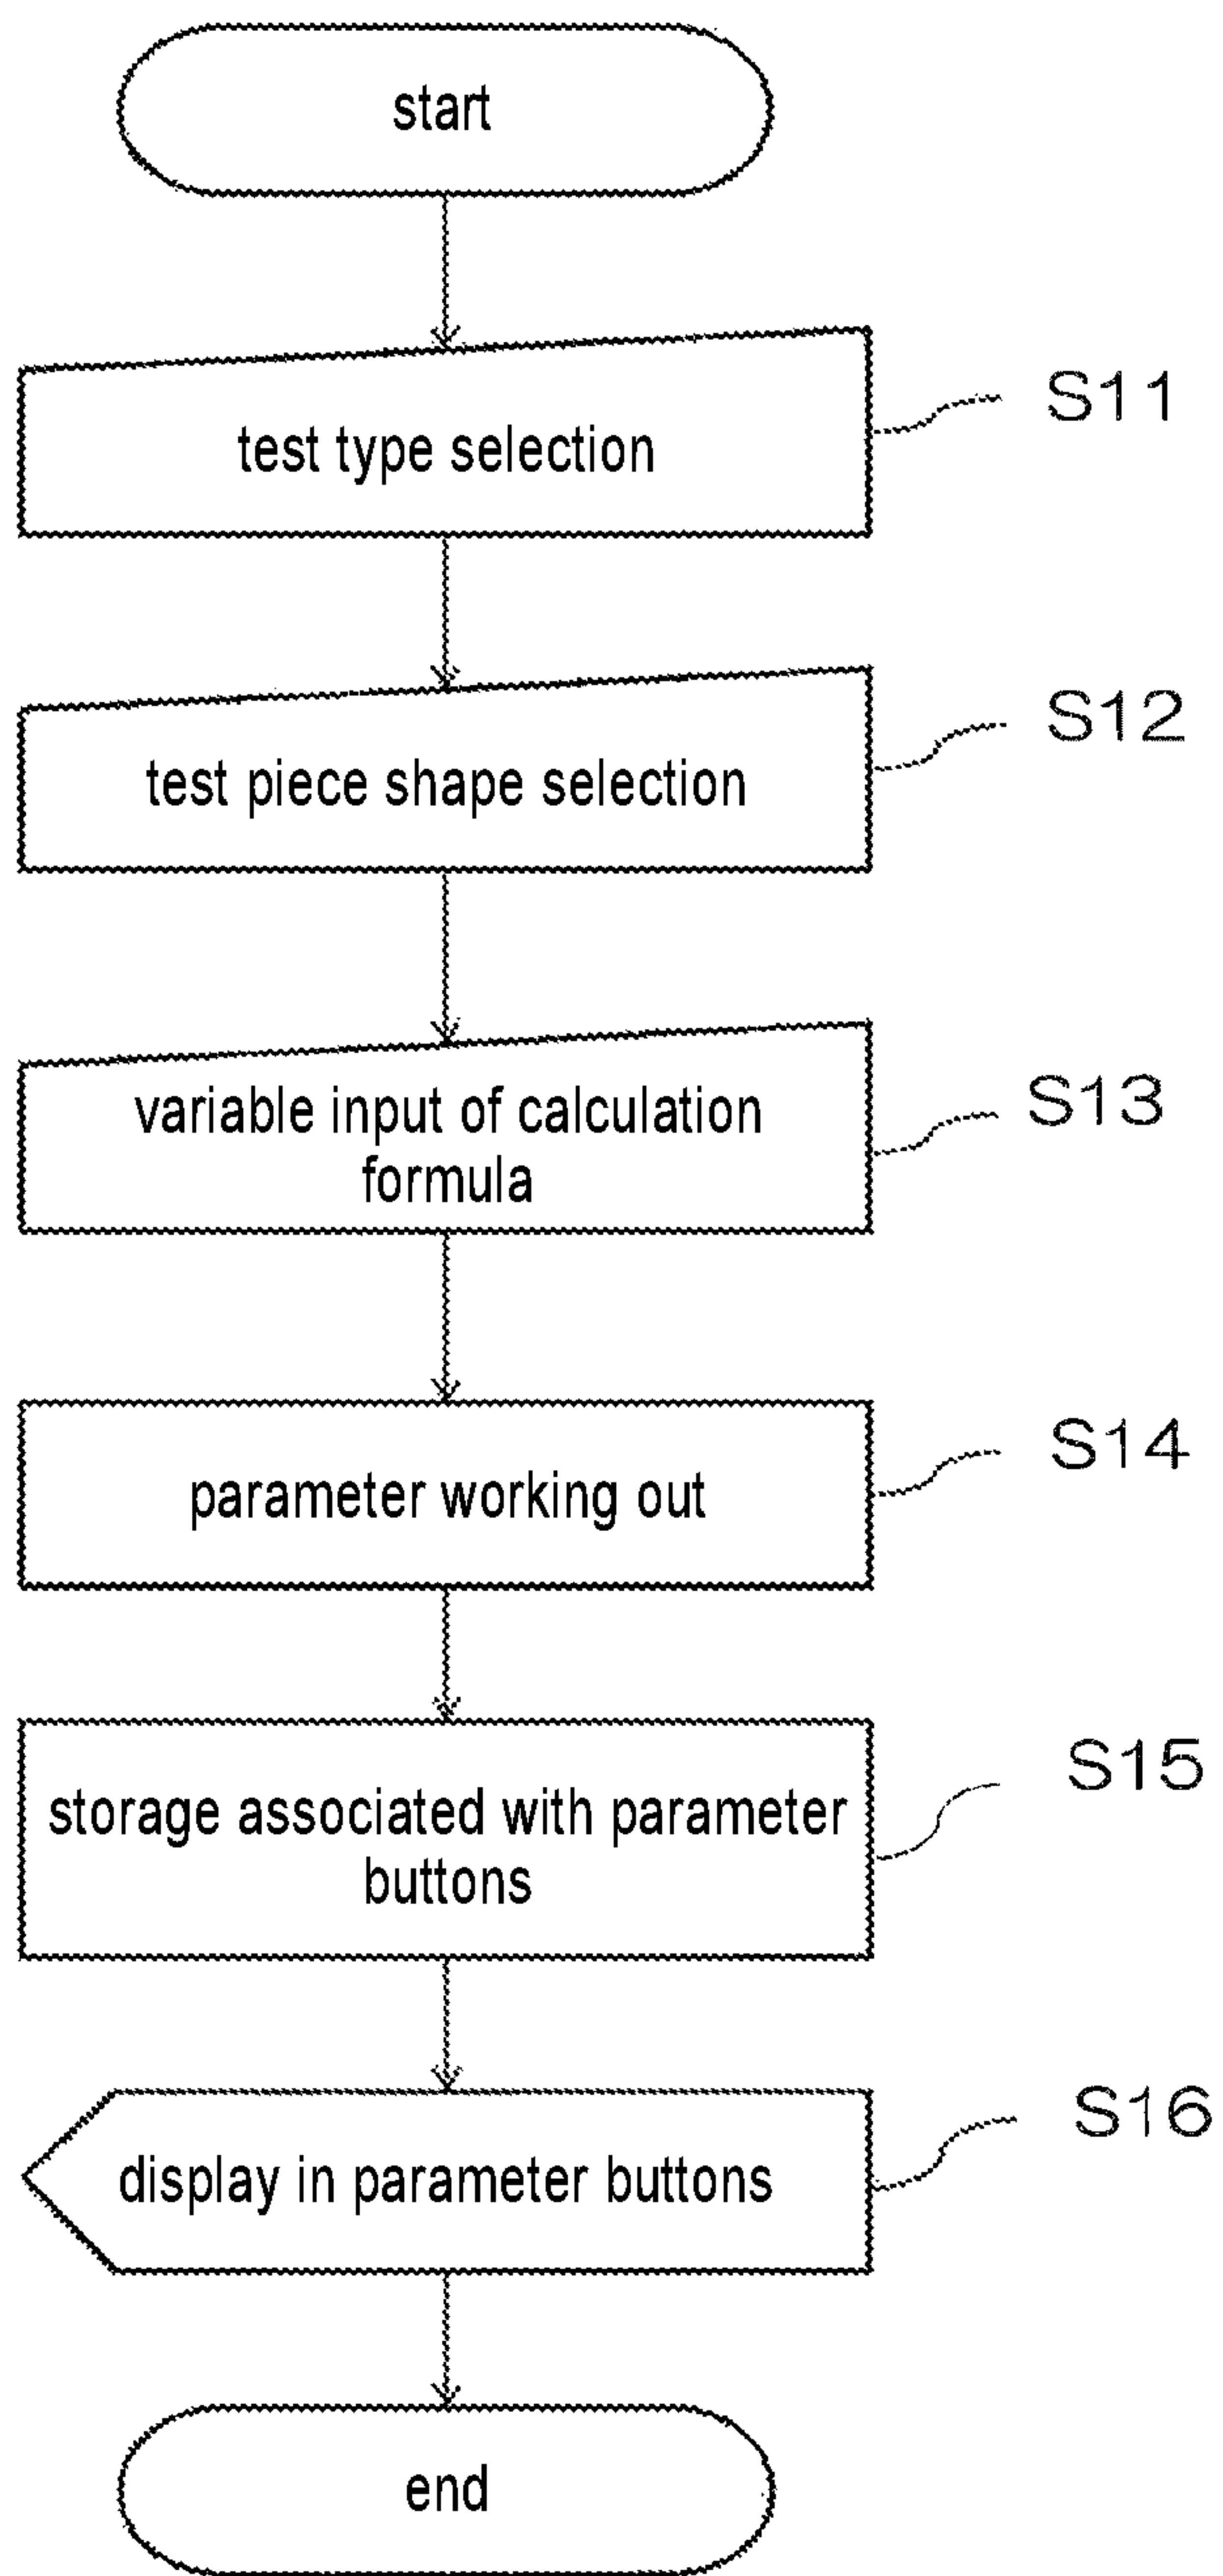 start
test type selection
S11
test piece shape selection
S12
variable input of calculation
formula
S13
parameter working out
S14
storage associated with parameter
buttons
S15
display in parameter buttons
S16
end